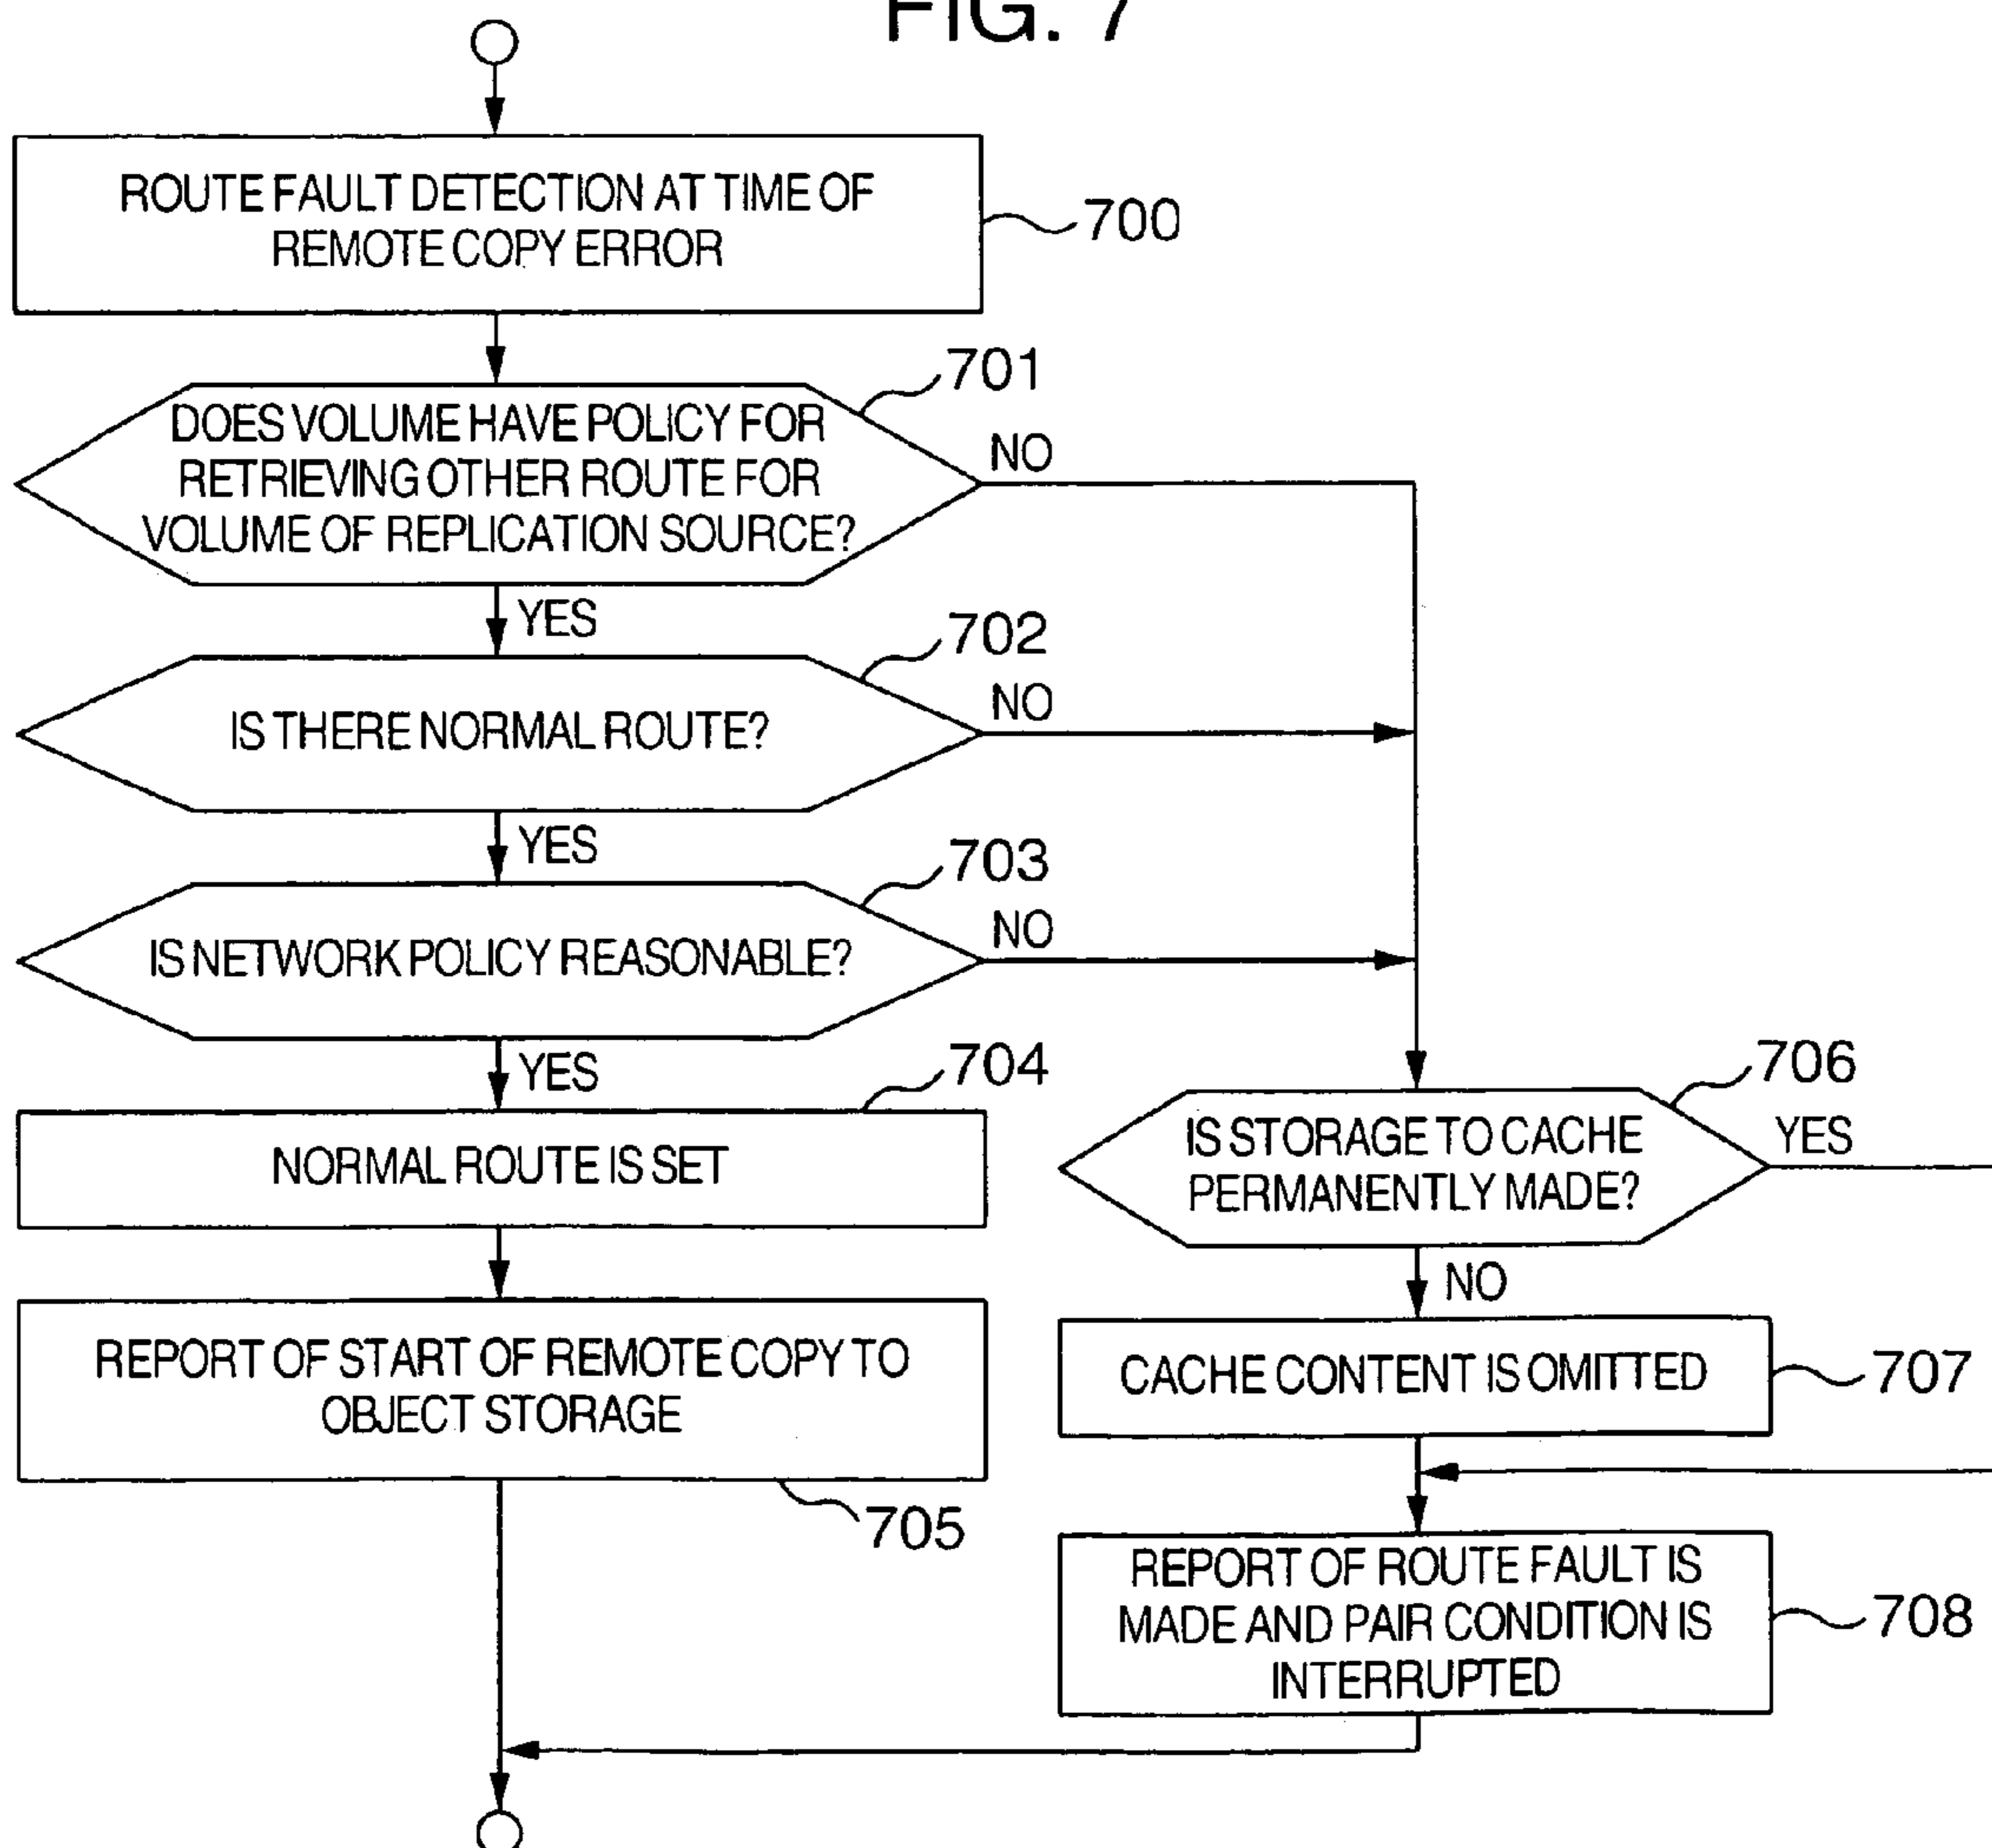 FIG. 7
ROUTE FAULT DETECTION AT TIME OF
REMOTE COPY ERROR
700
701
DOES VOLUME HAVE POLICY FOR
RETRIEVING OTHER ROUTE FOR
VOLUME OF REPLICATION SOURCE?
NO
YES
702
IS THERE NORMAL ROUTE?
NO
YES
703
IS NETWORK POLICY REASONABLE?
NO
YES
704
NORMAL ROUTE IS SET
REPORT OF START OF REMOTE COPY TO
OBJECT STORAGE
705
706
IS STORAGE TO CACHE
PERMANENTLY MADE?
YES
NO
CACHE CONTENT IS OMITTED
707
REPORT OF ROUTE FAULT IS
MADE AND PAIR CONDITION IS
INTERRUPTED
708